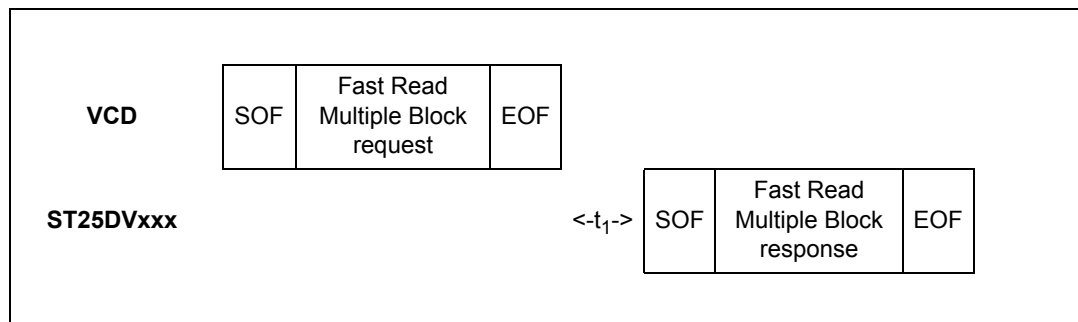 VCD SOF Fast Read Multiple Block request EOF
ST25DVxxx <-t₁-> SOF Fast Read Multiple Block response EOF